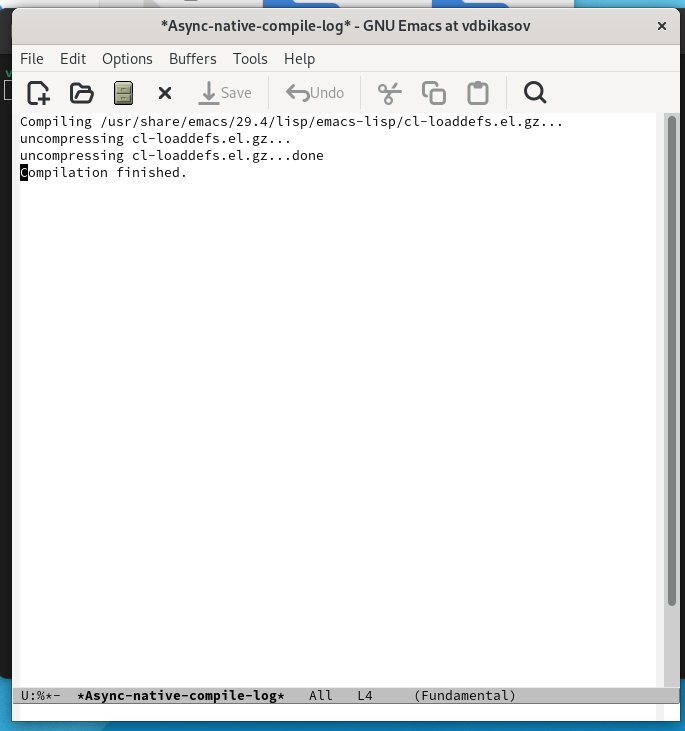 *Async-native-compile-log* - GNU Emacs at vdbikasov
File Edit Options Buffers Tools Help
Save Undo
Compiling /usr/share/emacs/29.4/lisp/emacs-lisp/cl-loaddefs.el.gz...
uncompressing cl-loaddefs.el.gz...
uncompressing cl-loaddefs.el.gz...done
Compilation finished.
U:%*- *Async-native-compile-log* All L4 (Fundamental)